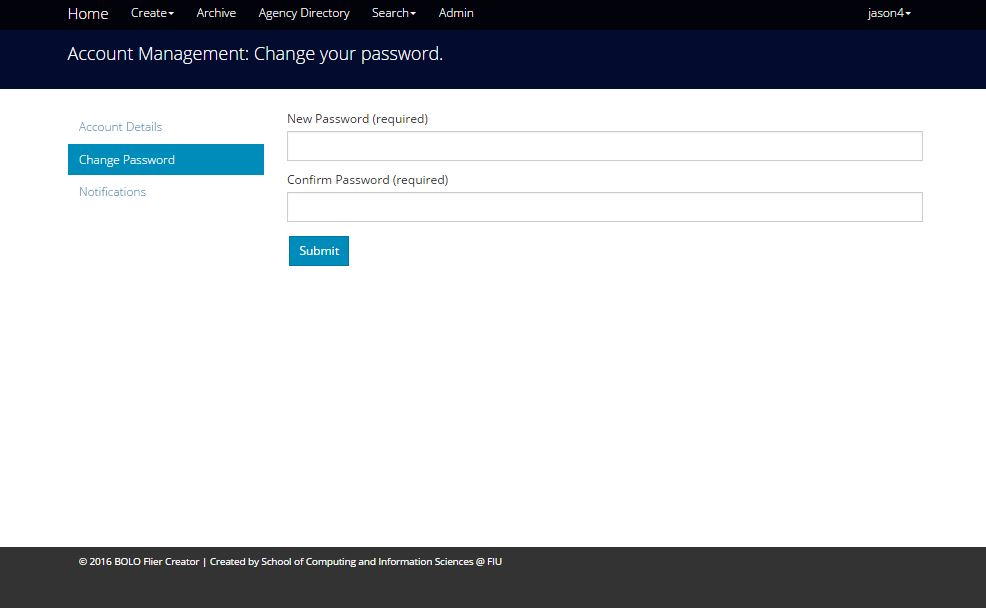 Home Create Archive Agency Directory Search Admin jason4
Account Management: Change your password.
Account Details
Change Password
Notifications
New Password (required)
Confirm Password (required)
Submit
© 2016 BOLO Flier Creator | Created by School of Computing and Information Sciences @ FIU